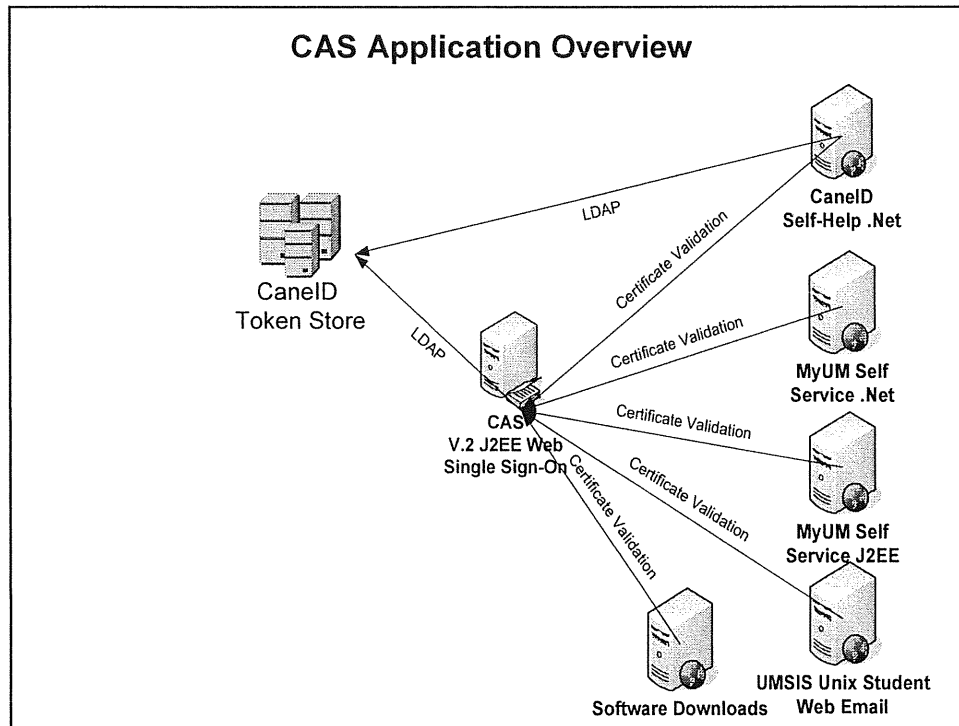 CAS Application Overview
LDAP
CaneID
Self-Help .Net
Certificate Validation
CaneID
Token Store
LDAP
Certificate Validation
MyUM Self
Service .Net
CAS
V.2 J2EE Web
Single Sign-On
Certificate Validation
MyUM Self
Service J2EE
Certificate Validation
Certificate Validation
UMSIS Unix Student
Web Email
Software Downloads